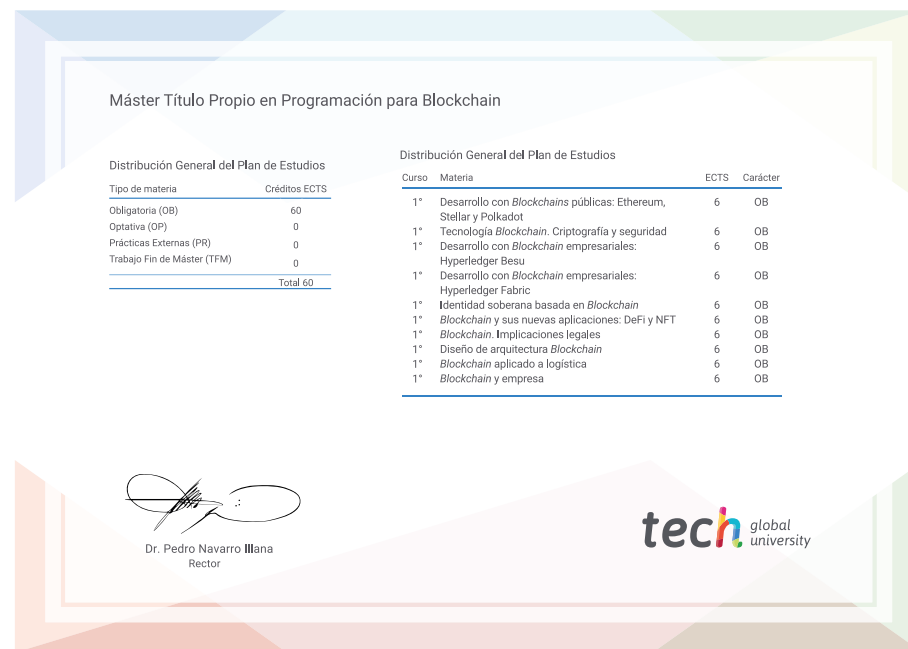 Máster Título Propio en Programación para Blockchain
Distribución General del Plan de Estudios
Tipo de materia Créditos ECTS
Obligatoria (OB) 60
Optativa (OP) 0
Prácticas Externas (PR) 0
Trabajo Fin de Máster (TFM) 0
Total 60
Distribución General del Plan de Estudios
Curso Materia ECTS Carácter
1° Desarrollo con Blockchains públicas: Ethereum, 6 OB
Stellar y Polkadot
1° Tecnología Blockchain. Criptografía y seguridad 6 OB
1° Desarrollo con Blockchain empresariales: 6 OB
Hyperledger Besu
1° Desarrollo con Blockchain empresariales: 6 OB
Hyperledger Fabric
1° Identidad soberana basada en Blockchain 6 OB
1° Blockchain y sus nuevas aplicaciones: DeFi y NFT 6 OB
1° Blockchain. Implicaciones legales 6 OB
1° Diseño de arquitectura Blockchain 6 OB
1° Blockchain aplicado a logística 6 OB
1° Blockchain y empresa 6 OB
Dr. Pedro Navarro Illana
Rector
tech global
university